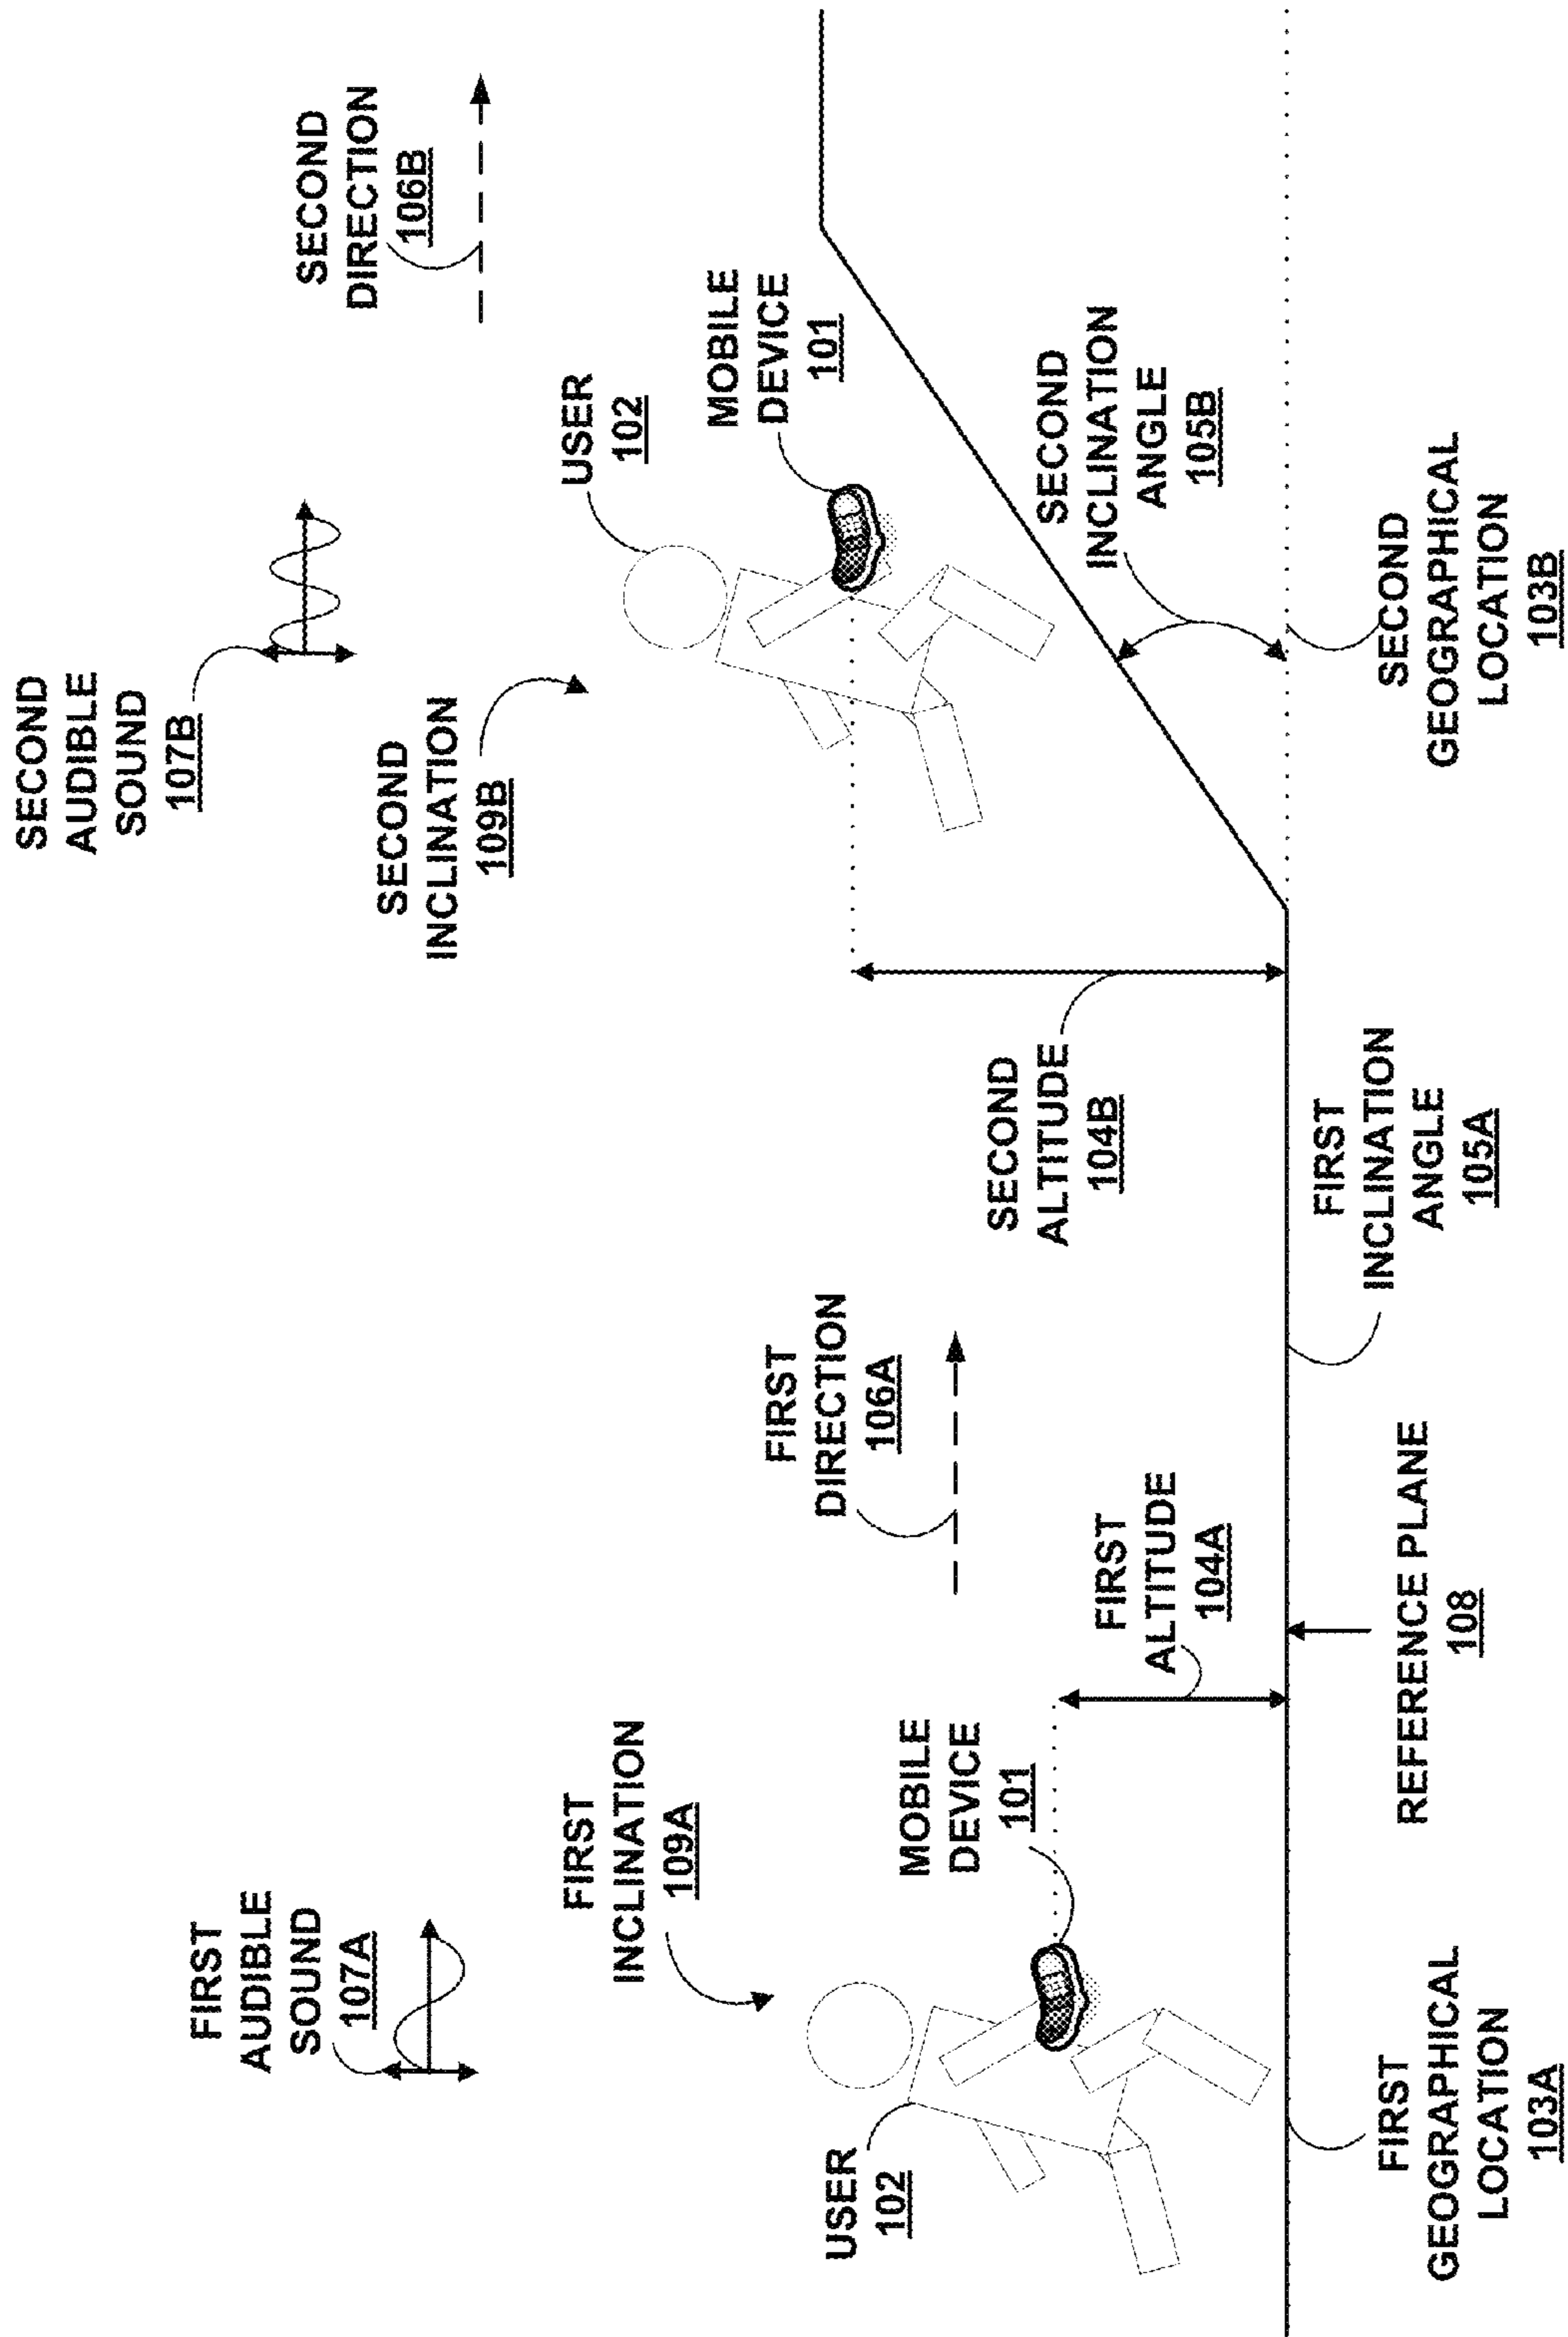 FIRST
AUDIBLE
SOUND
107A
FIRST
INCLINATION
109A
USER
102
MOBILE
DEVICE
101
FIRST
DIRECTION
106A
FIRST
ALTITUDE
104A
FIRST
GEOGRAPHICAL
LOCATION
103A
REFERENCE PLANE
108
FIRST
INCLINATION
ANGLE
105A
SECOND
AUDIBLE
SOUND
107B
SECOND
INCLINATION
109B
SECOND
DIRECTION
106B
USER
102
MOBILE
DEVICE
101
SECOND
ALTITUDE
104B
SECOND
INCLINATION
ANGLE
105B
SECOND
GEOGRAPHICAL
LOCATION
103B